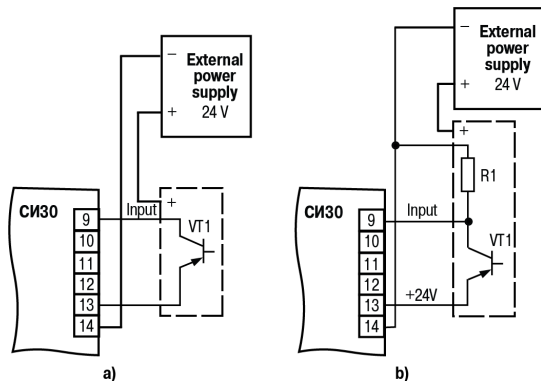 External
power
supply
24 V
−
+
СИ30
9
10
11
12
13
14
Input
+
VT1
a)
External
power
supply
24 V
−
+
+
R1
СИ30
9
10
11
12
13
14
Input
VT1
+24V
b)